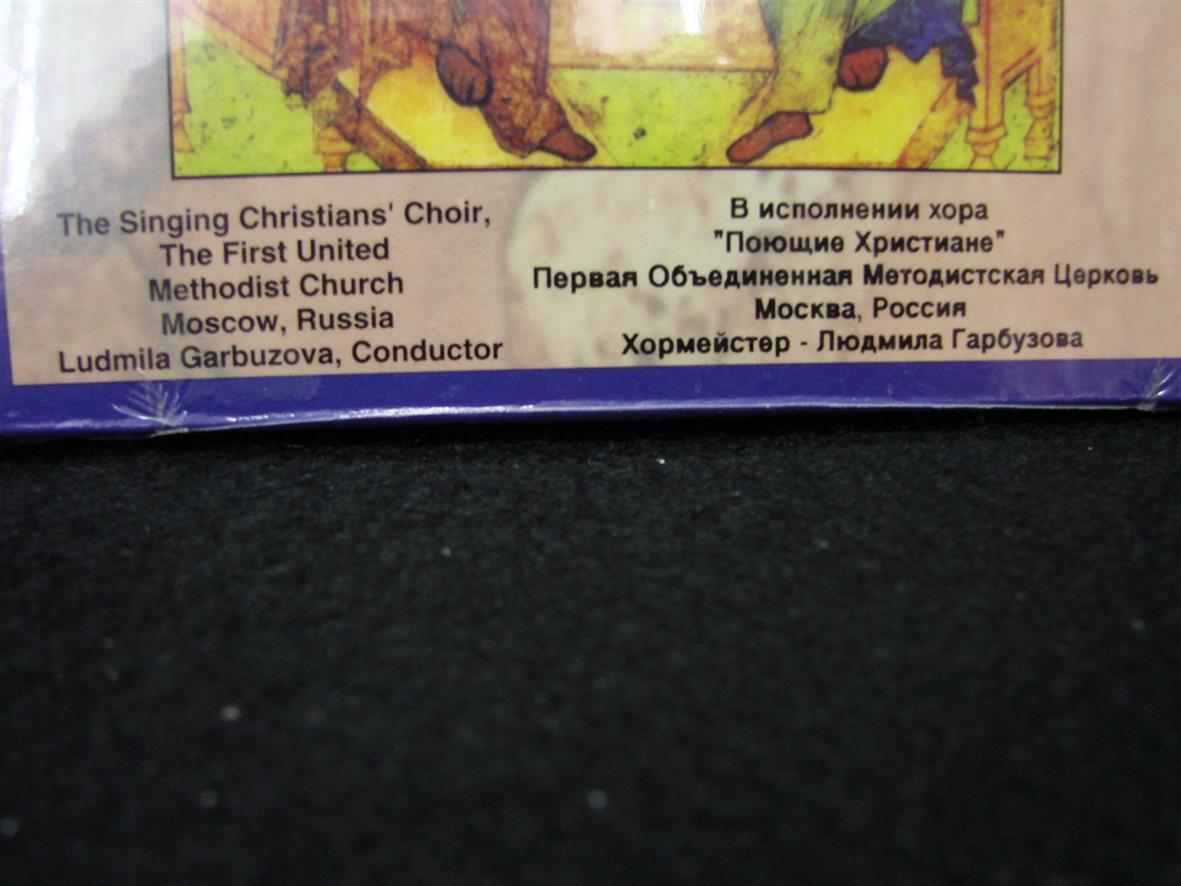 The Singing Christians' Choir,
The First United
Methodist Church
Moscow, Russia
Ludmila Garbuzova, Conductor
В исполнении хора
"Поющие Христиане"
Первая Объединенная Методистская Церковь
Москва, Россия
Хормейстер - Людмила Гарбузова